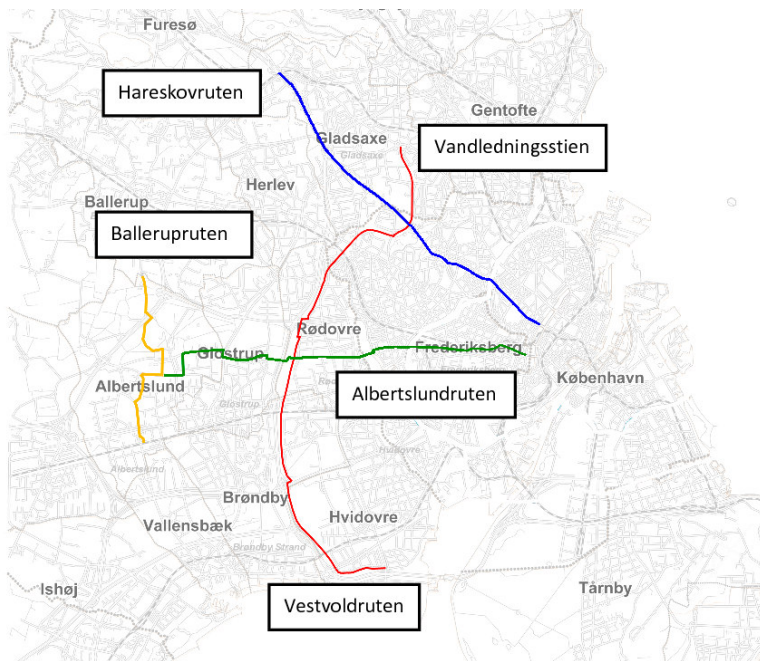 Furesø
Hareskovruten
Gentofte
Gladsaxe
Gladsaxe
Vandledningsstien
Herlev
Ballerup
Ballerupruten
Rødovre
Glostrup
Frederiksberg
Albertslund
København
Albertslundruten
Glostrup
Hvidovre
Albertslund
Brøndby
Hvidovre
Vallensbæk
Brøndby Strand
Ishøj
Tårnby
Vestvoldruten